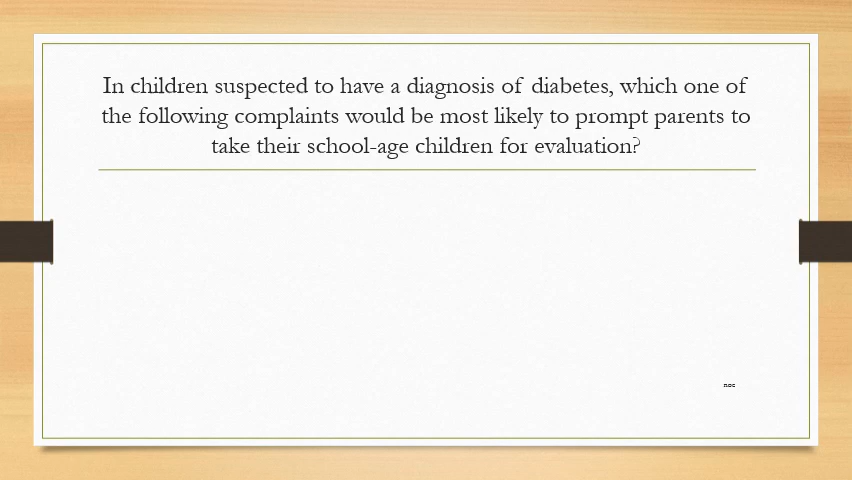 In children suspected to have a diagnosis of diabetes, which one of
the following complaints would be most likely to prompt parents to
take their school-age children for evaluation?